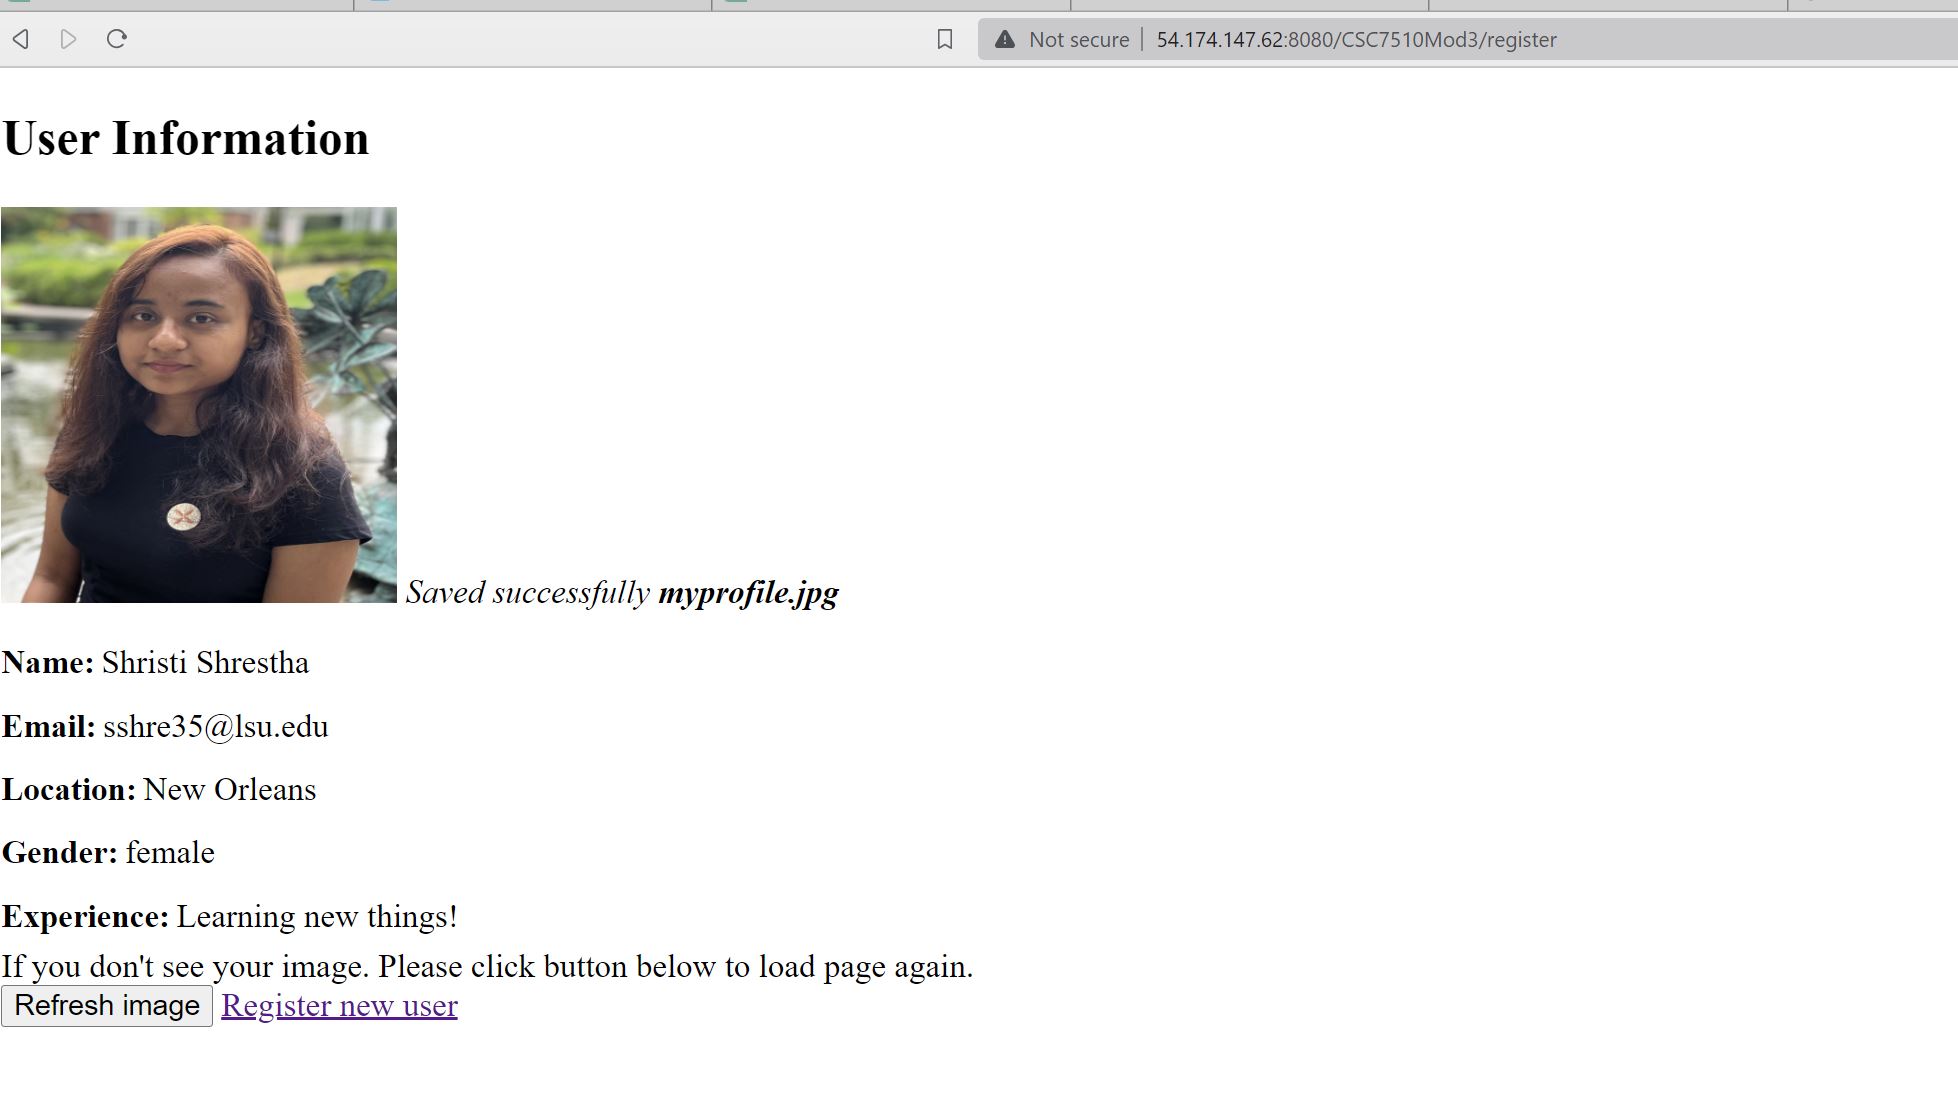 Not secure 54.174.147.62:8080/CSC7510Mod3/register
User Information
Saved successfully myprofile.jpg
Name: Shristi Shrestha
Email: sshre35@lsu.edu
Location: New Orleans
Gender: female
Experience: Learning new things!
If you don't see your image. Please click button below to load page again.
Refresh image Register new user